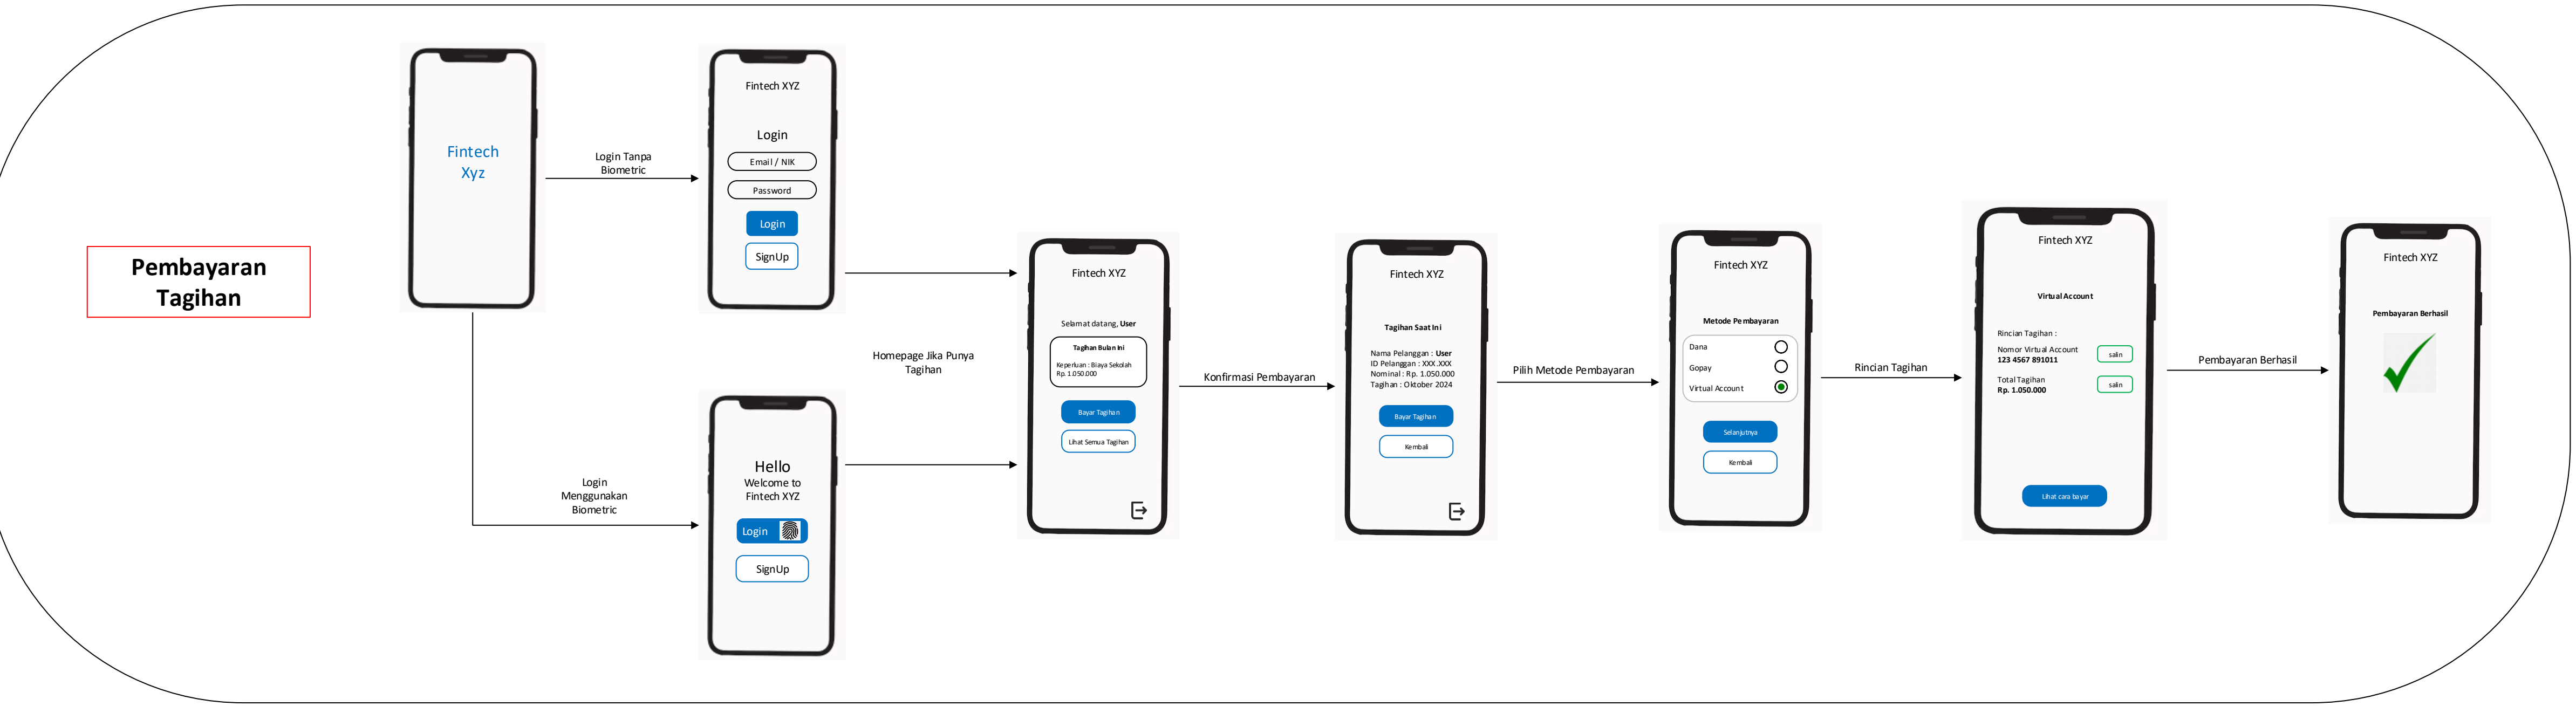 Pembayaran
Tagihan
Fintech
Xyz
Login Tanpa
Biometric
Fintech XYZ
Login
Email / NIK
Password
Login
SignUp
Login
Menggunakan
Biometric
Hello
Welcome to
Fintech XYZ
Login
SignUp
Homepage Jika Punya
Tagihan
Fintech XYZ
Selamat datang, User
Tagihan Bulan Ini
Keperluan : Biaya Sekolah
Rp. 1.050.000
Bayar Tagihan
Lihat Semua Tagihan
Konfirmasi Pembayaran
Fintech XYZ
Tagihan Saat Ini
Nama Pelanggan : User
ID Pelanggan : XXX.XXX
Nominal : Rp. 1.050.000
Tagihan : Oktober 2024
Bayar Tagihan
Kembali
Pilih Metode Pembayaran
Fintech XYZ
Metode Pembayaran
Dana
Gopay
Virtual Account
Selanjutnya
Kembali
Rincian Tagihan
Fintech XYZ
Virtual Account
Rincian Tagihan :
Nomor Virtual Account
123 4567 891011
salin
Total Tagihan
Rp. 1.050.000
salin
Lihat cara bayar
Pembayaran Berhasil
Fintech XYZ
Pembayaran Berhasil